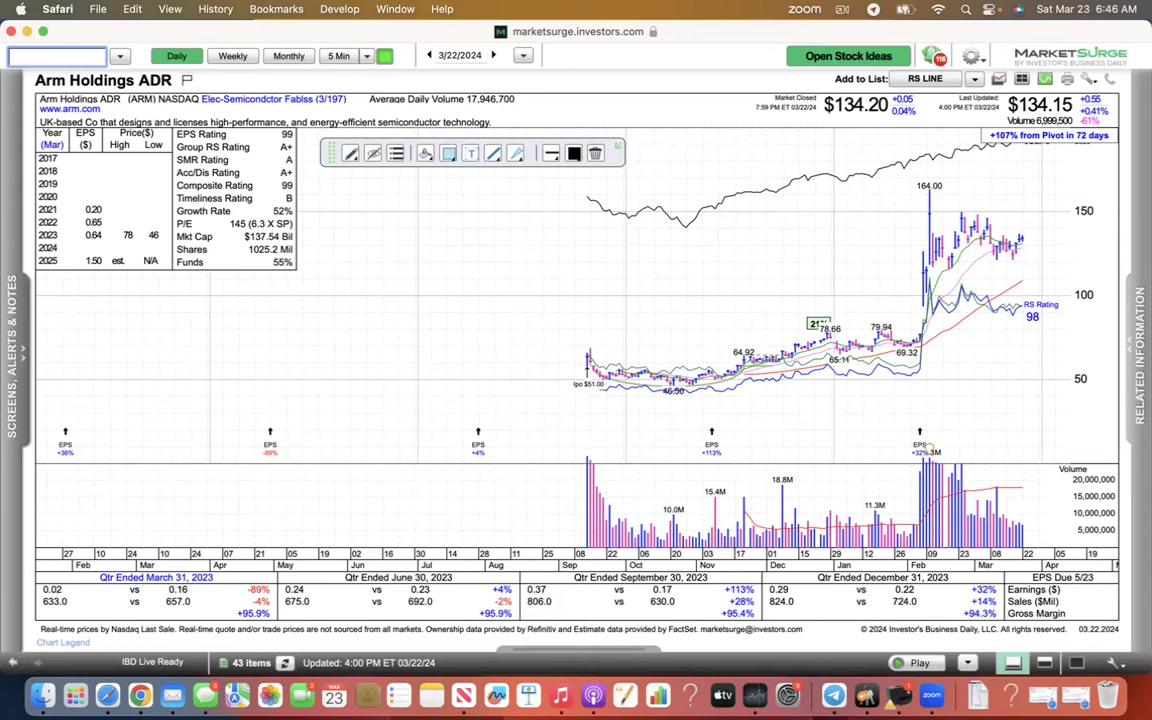 Safari File Edit View History Bookmarks Develop Window Help zoom Sat Mar 23 6:46 AM
marketsurge.investors.com
Daily Weekly Monthly 5 Min 3/22/2024 Open Stock Ideas 116 MARKETSURGE
BY INVESTOR'S BUSINESS DAILY
Arm Holdings ADR Add to List: RS LINE
Arm Holdings ADR (ARM) NASDAQ Elec-Semicondctor Fablss (3/197) Average Daily Volume 17,946,700
www.arm.com
UK-based Co that designs and licenses high-performance, and energy-efficient semiconductor technology.
Market Closed
7:59 PM ET 03/22/24
$134.20 +0.05
0.04%
Last Updated:
4:00 PM ET 03/22/24
$134.15 +0.55
+0.41%
Volume 6,999,500 -61%
+107% from Pivot in 72 days
Year EPS Price($)
(Mar) ($) High Low
2017
2018
2019
2020
2021 0.20
2022 0.65
2023 0.64 78 46
2024
2025 1.50 est. N/A
EPS Rating 99
Group RS Rating A+
SMR Rating A
Acc/Dis Rating A+
Composite Rating 99
Timeliness Rating B
Growth Rate 52%
P/E 145 (6.3 X SP)
Mkt Cap $137.54 Bil
Shares 1025.2 Mil
Funds 55%
T
164.00
150
100
RS Rating
98
78.66 79.94
64.92 65.11 69.32
Ipo $51.00
46.50
50
SCREENS, ALERTS & NOTES
RELATED INFORMATION
EPS EPS EPS EPS EPS
+36% -89% +4% +113% +32%
Volume
20,000,000
15,000,000
10,000,000
5,000,000
10.0M 15.4M 18.8M 11.3M
27 10 24 10 24 07 21 05 19 02 16 30 14 28 11 25 08 22 06 20 03 17 01 15 29 12 26 09 23 08 22 05 19
Feb Mar Apr May Jun Jul Aug Sep Oct Nov Dec Jan Feb Mar Apr
Qtr Ended March 31, 2023 Qtr Ended June 30, 2023 Qtr Ended September 30, 2023 Qtr Ended December 31, 2023 EPS Due 5/23
0.02 vs 0.16 -89% 0.24 vs 0.23 +4% 0.37 vs 0.17 +113% 0.29 vs 0.22 +32% Earnings ($)
633.0 vs 657.0 -4% 675.0 vs 692.0 -2% 806.0 vs 630.0 +28% 824.0 vs 724.0 +14% Sales ($Mil)
+95.9% +95.9% +95.4% +94.3% Gross Margin
Real-time prices by Nasdaq Last Sale. Real-time quote and/or trade prices are not sourced from all markets. Ownership data provided by Refinitiv and Estimate data provided by FactSet. marketsurge@investors.com © 2024 Investor's Business Daily, LLC. All rights reserved 03.22.2024
Chart Legend
IBD Live Ready 43 items Updated: 4:00 PM ET 03/22/24 Play
MAR
23
tv
zoom